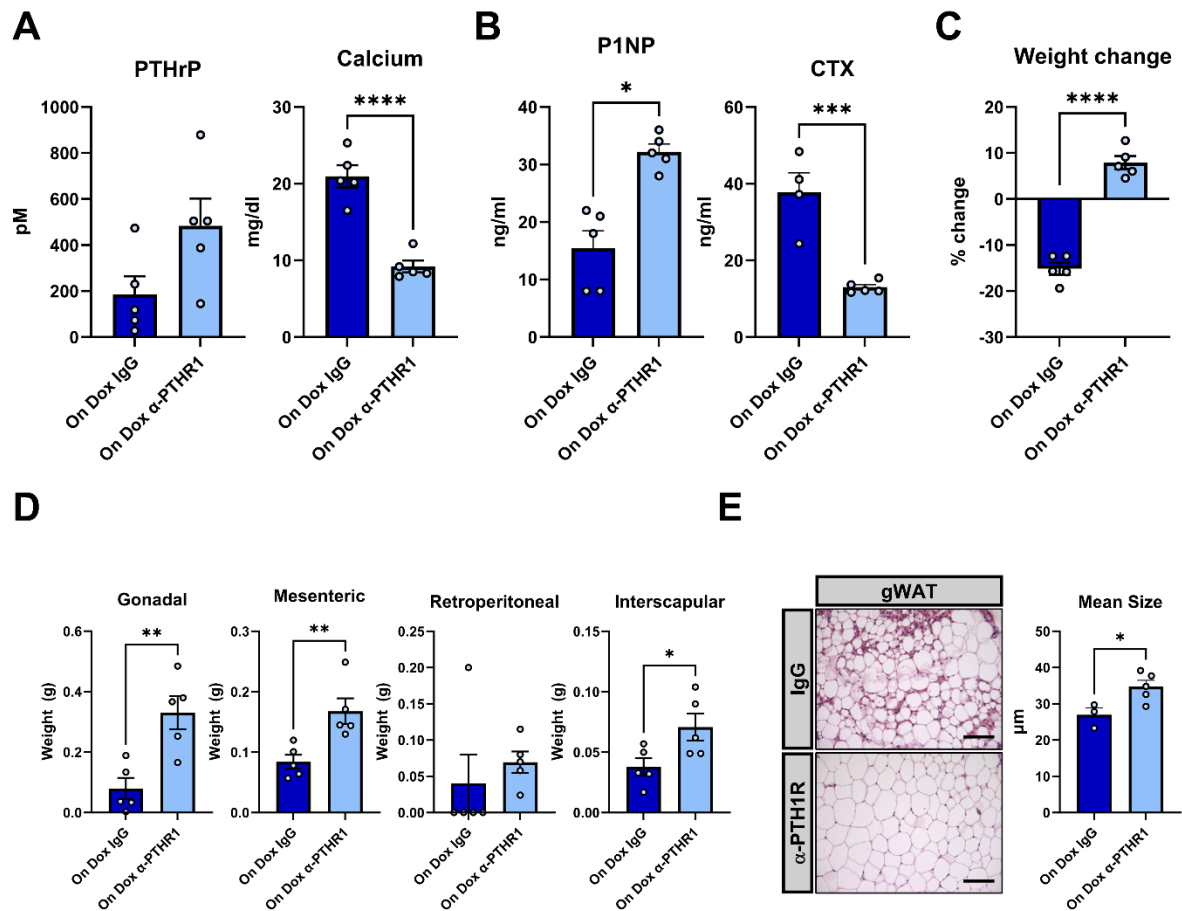 A
PTHrP
pM
1000
800
600
400
200
0
On Dox IgG
On Dox α-PTHR1
Calcium
mg/dl
30
20
10
0
****
On Dox IgG
On Dox α-PTHR1
B
P1NP
ng/ml
40
30
20
10
0
*
On Dox IgG
On Dox α-PTHR1
CTX
ng/ml
60
40
20
0
***
On Dox IgG
On Dox α-PTHR1
C
Weight change
% change
20
10
0
-10
-20
-30
****
On Dox IgG
On Dox α-PTHR1
D
Gonadal
Weight (g)
0.6
0.4
0.2
0.0
**
On Dox IgG
On Dox α-PTHR1
Mesenteric
Weight (g)
0.3
0.2
0.1
0.0
**
On Dox IgG
On Dox α-PTHR1
Retroperitoneal
Weight (g)
0.25
0.20
0.15
0.10
0.05
0.00
On Dox IgG
On Dox α-PTHR1
Interscapular
Weight (g)
0.15
0.10
0.05
0.00
*
On Dox IgG
On Dox α-PTHR1
E
gWAT
IgG
α-PTH1R
Mean Size
µm
50
40
30
20
10
0
*
On Dox IgG
On Dox α-PTHR1